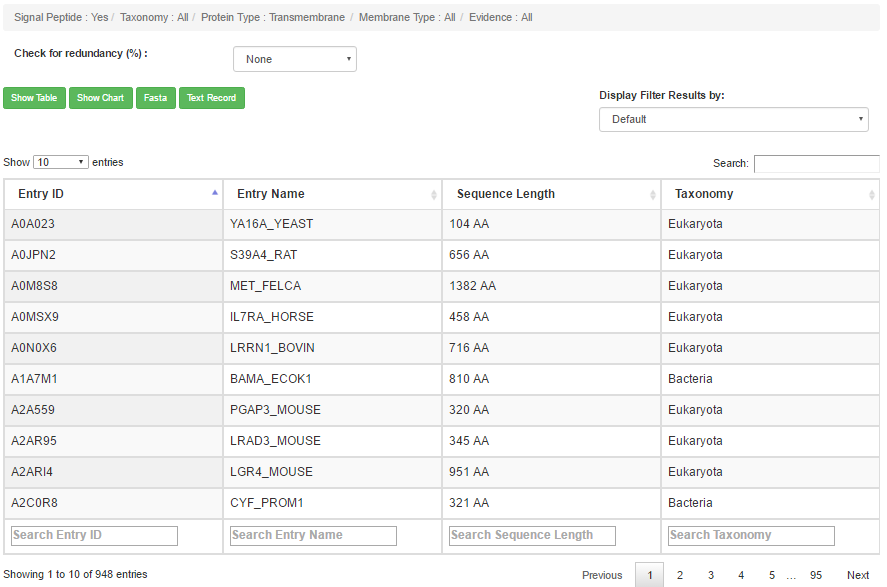 Signal Peptide : Yes / Taxonomy : All / Protein Type : Transmembrane / Membrane Type : All / Evidence : All
Check for redundancy (%) :
None
Show Table Show Chart Fasta Text Record
Display Filter Results by:
Default
Show 10 entries Search:
Entry ID Entry Name Sequence Length Taxonomy
A0A023 YA16A_YEAST 104 AA Eukaryota
A0JPN2 S39A4_RAT 656 AA Eukaryota
A0M8S8 MET_FELCA 1382 AA Eukaryota
A0MSX9 IL7RA_HORSE 458 AA Eukaryota
A0N0X6 LRRN1_BOVIN 716 AA Eukaryota
A1A7M1 BAMA_ECOK1 810 AA Bacteria
A2A559 PGAP3_MOUSE 320 AA Eukaryota
A2AR95 LRAD3_MOUSE 345 AA Eukaryota
A2ARI4 LGR4_MOUSE 951 AA Eukaryota
A2C0R8 CYF_PROM1 321 AA Bacteria
Search Entry ID Search Entry Name Search Sequence Length Search Taxonomy
Showing 1 to 10 of 948 entries Previous 1 2 3 4 5 … 95 Next